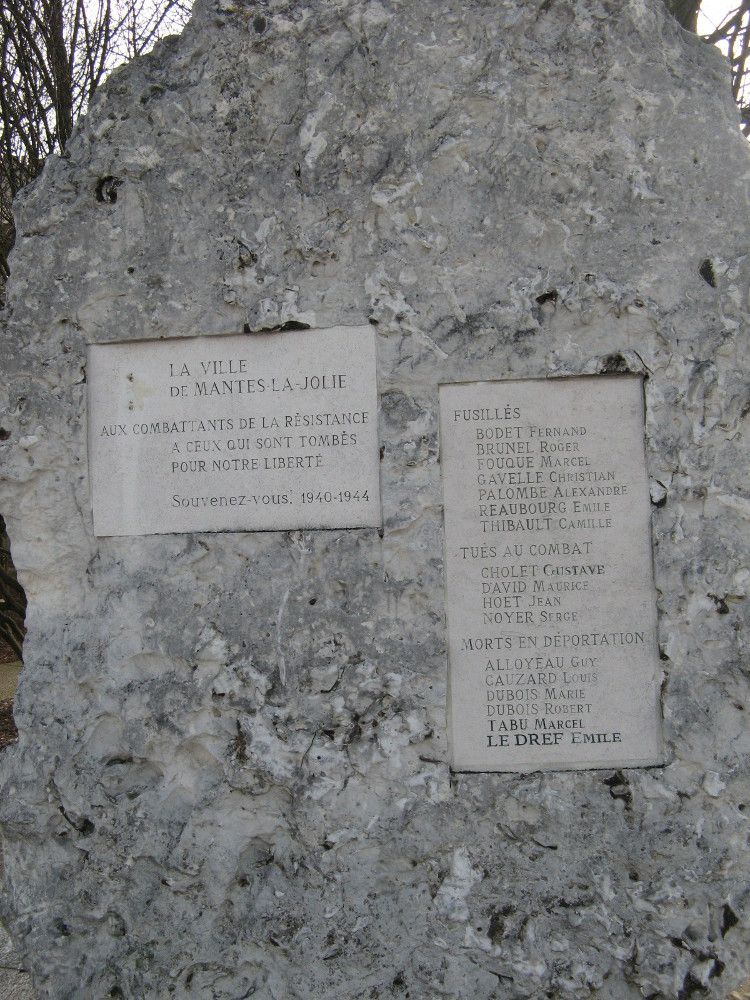 LA VILLE
DE MANTES-LA-JOLIE
AUX COMBATTANTS DE LA RÉSISTANCE
A CEUX QUI SONT TOMBÉS
POUR NOTRE LIBERTÉ
Souvenez-vous! 1940-1944
FUSILLÉS
BODET FERNAND
BRUNEL ROGER
FOUQUE MARCEL
GAVELLE CHRISTIAN
PALOMBE ALEXANDRE
REAUBOURG EMILE
THIBAULT CAMILLE
TUÉS AU COMBAT
CHOLET GUSTAVE
DAVID MAURICE
HOET JEAN
NOYER SERGE
MORTS EN DÉPORTATION
ALLOYEAU GUY
CAUZARD LOUIS
DUBOIS MARIE
DUBOIS ROBERT
TABU MARCEL
LE DREF EMILE